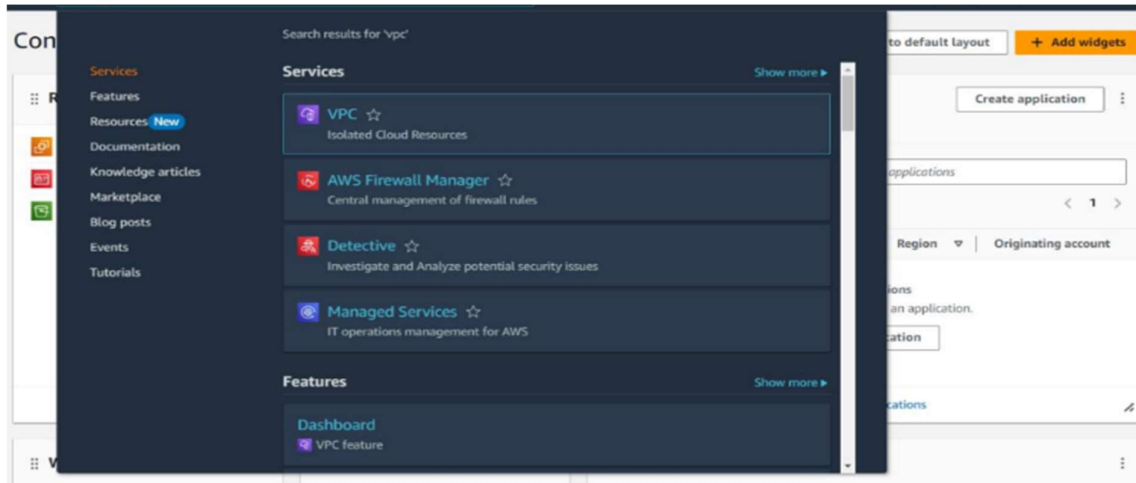 Con
Search results for 'vpc'
to default layout
+ Add widgets
Services
Features
Resources New
Documentation
Knowledge articles
Marketplace
Blog posts
Events
Tutorials
Services
Show more ▶
VPC ☆
Isolated Cloud Resources
AWS Firewall Manager ☆
Central management of firewall rules
Detective ☆
Investigate and Analyze potential security issues
Managed Services ☆
IT operations management for AWS
Features
Show more ▶
Dashboard
VPC feature
R
Create application
applications
< 1 >
Region ▽ | Originating account
ions
an application.
cation
cations